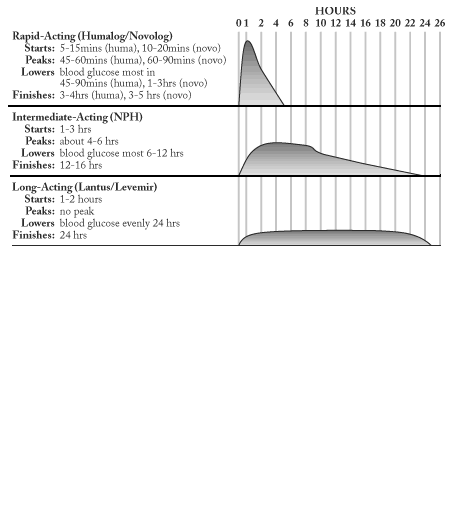 HOURS
0 1 2 4 6 8 10 12 14 16 18 20 22 24 26
Rapid-Acting (Humalog/Novolog)
Starts: 5-15mins (huma), 10-20mins (novo)
Peaks: 45-60mins (huma), 60-90mins (novo)
Lowers blood glucose most in
45-90mins (huma), 1-3hrs (novo)
Finishes: 3-4hrs (huma), 3-5 hrs (novo)
Intermediate-Acting (NPH)
Starts: 1-3 hrs
Peaks: about 4-6 hrs
Lowers blood glucose most 6-12 hrs
Finishes: 12-16 hrs
Long-Acting (Lantus/Levemir)
Starts: 1-2 hours
Peaks: no peak
Lowers blood glucose evenly 24 hrs
Finishes: 24 hrs